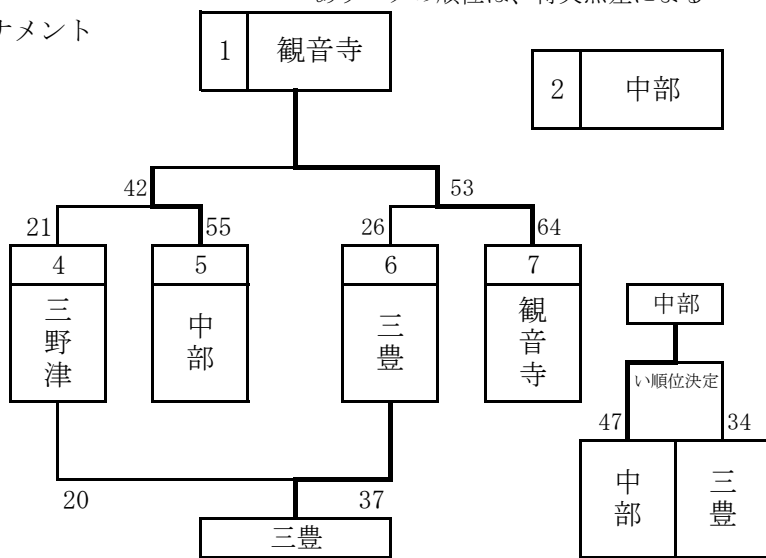 ナメント
1 観音寺
2 中部
42 53
21 55 26 64
4 5 6 7
三野津
中部
三豊
観音寺
中部
い順位決定
47 34
中部
三豊
20 37
三豊